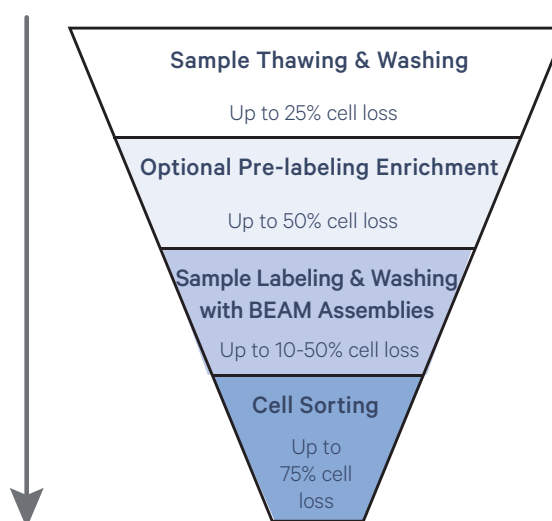 Sample Thawing & Washing
Up to 25% cell loss
Optional Pre-labeling Enrichment
Up to 50% cell loss
Sample Labeling & Washing
with BEAM Assemblies
Up to 10-50% cell loss
Cell Sorting
Up to
75% cell
loss